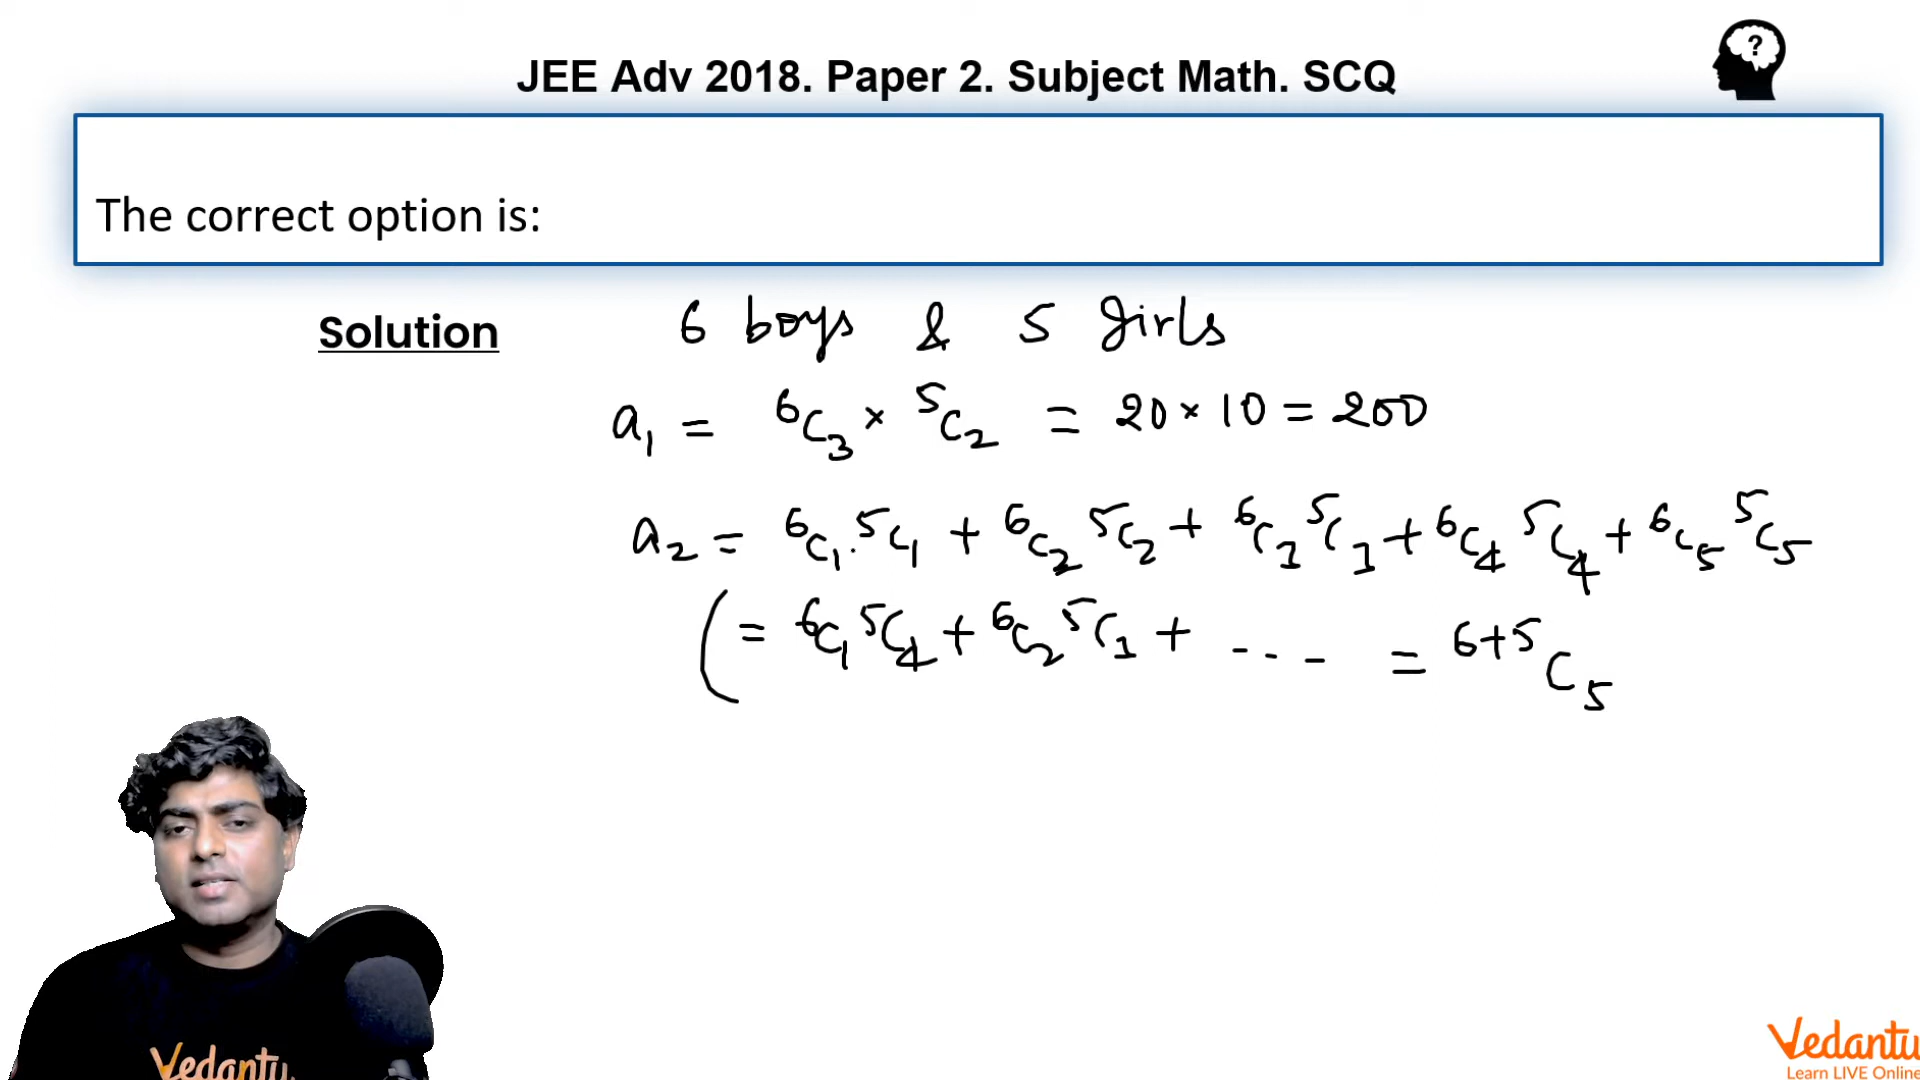 JEE Adv 2018. Paper 2. Subject Math. SCQ
?
The correct option is:
Solution
6 boys & 5 girls
a₁ = ⁶C₃ × ⁵C₂ = 20 × 10 = 200
a₂ = ⁶C₁ . ⁵C₁ + ⁶C₂ ⁵C₂ + ⁶C₃ ⁵C₃ + ⁶C₄ ⁵C₄ + ⁶C₅ ⁵C₅
( = ⁶C₁ ⁵C₄ + ⁶C₂ ⁵C₃ + - - - - = ⁶⁺⁵C₅
Vedantu
Vedantu
Learn LIVE Online